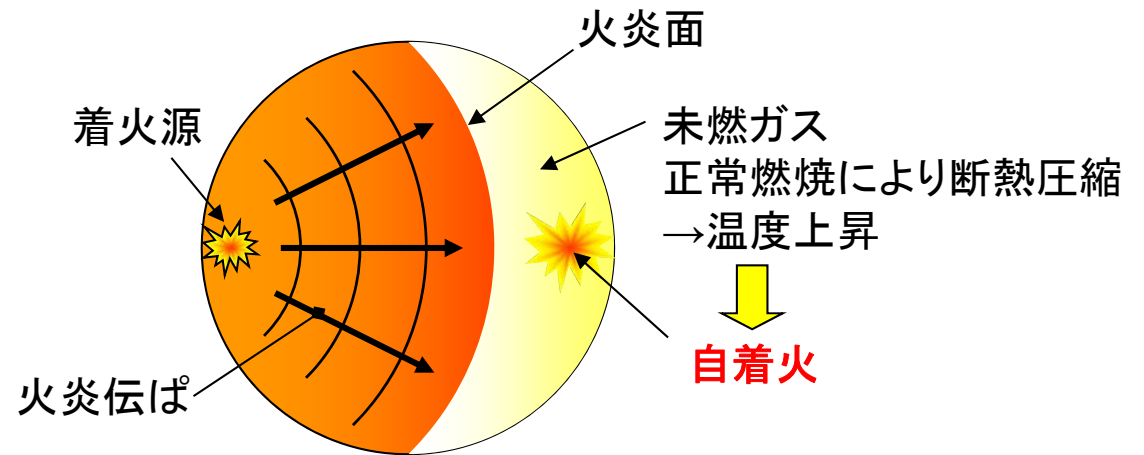 火炎面
着火源
未燃ガス
正常燃焼により断熱圧縮
→温度上昇
自着火
火炎伝ぱ